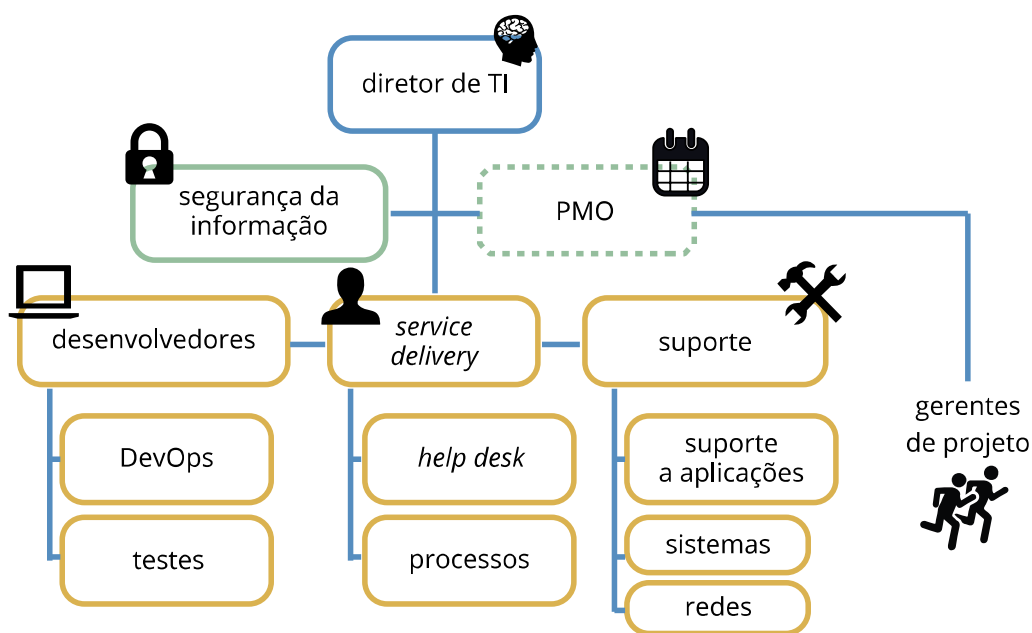 diretor de TI
segurança da
informação
PMO
desenvolvedores
service
delivery
suporte
DevOps
help desk
suporte
a aplicações
gerentes
de projeto
testes
processos
sistemas
redes